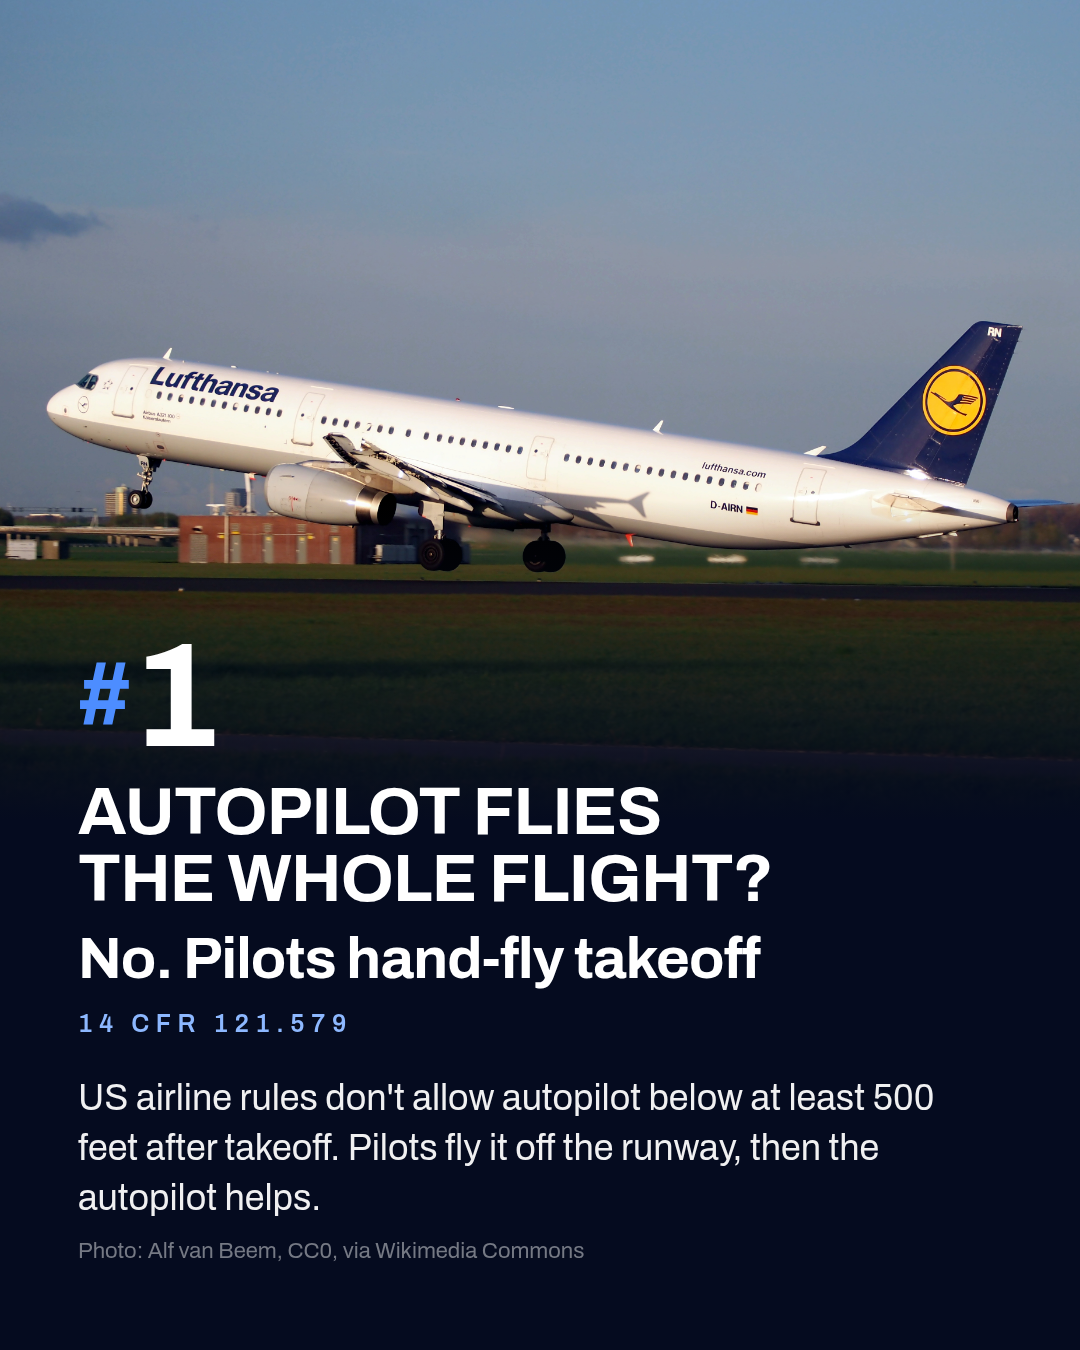 RN
Lufthansa
lufthansa.com
D-AIRN
#1
AUTOPILOT FLIES
THE WHOLE FLIGHT?
No. Pilots hand-fly takeoff
14 CFR 121.579
US airline rules don't allow autopilot below at least 500
feet after takeoff. Pilots fly it off the runway, then the
autopilot helps.
Photo: Alf van Beem, CC0, via Wikimedia Commons